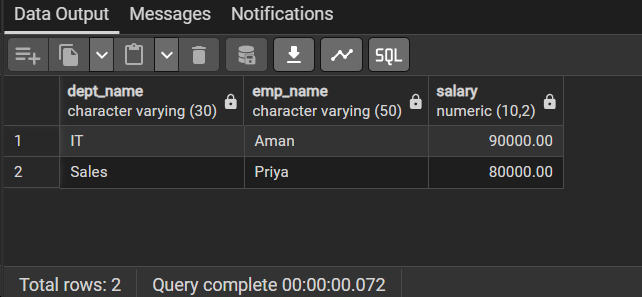 Data Output Messages Notifications
SQL
dept_name emp_name salary
character varying (30) character varying (50) numeric (10,2)
1 IT Aman 90000.00
2 Sales Priya 80000.00
Total rows: 2 Query complete 00:00:00.072